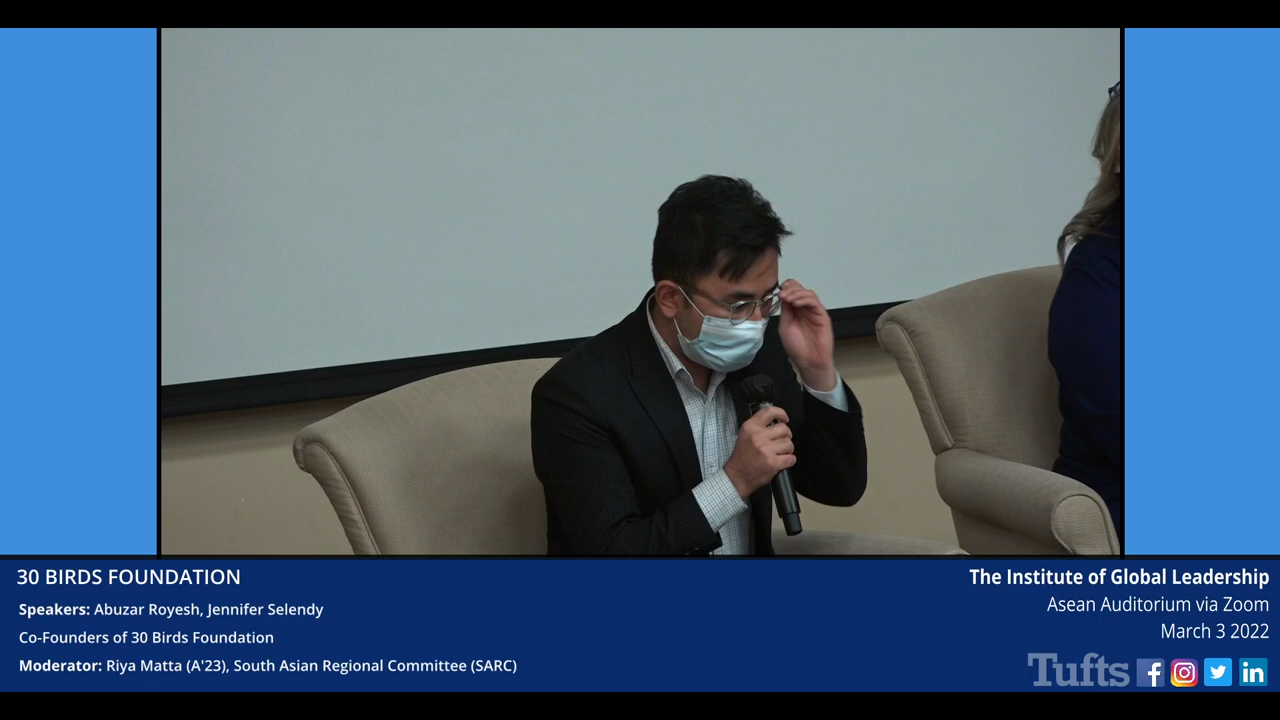 30 BIRDS FOUNDATION
Speakers: Abuzar Royesh, Jennifer Selendy
Co-Founders of 30 Birds Foundation
Moderator: Riya Matta (A'23), South Asian Regional Committee (SARC)
The Institute of Global Leadership
Asean Auditorium via Zoom
March 3 2022
Tufts